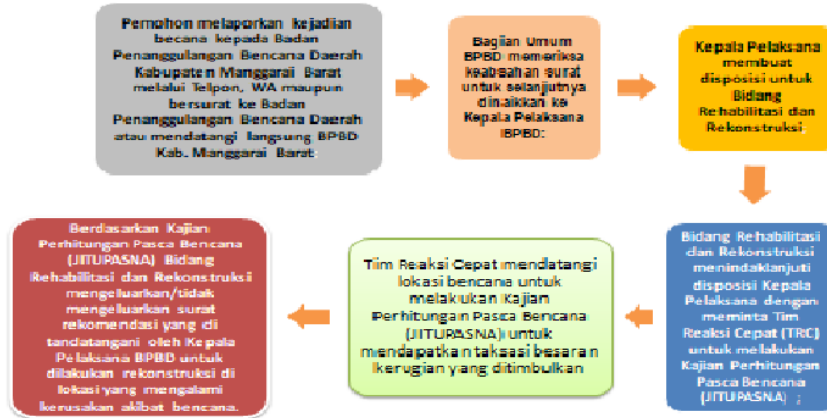 Pemohon melaporkan kejadian
becana kepada Badan
Penanggulangan Bencana Daerah
Kabupaten Manggarai Barat
melalui Telpon, WA maupun
bersurat ke Badan
Penanggulangan Bencana Daerah
atau mendatangi langsung BPBD
Kab. Manggarai Barat;
Bagian Umum
BPBD memeriksa
keabsahan surat
untuk selanjutnya
dinaikkan ke
Kepala Pelaksana
BPBD;
Kepala Pelaksana
membuat
disposisi untuk
Bidang
Rehabilitasi dan
Rekonstruksi;
Bidang Rehabilitasi
dan Rekonstruksi
menindaklanjuti
disposisi Kepala
Pelaksana dengan
meminta Tim
Reaksi Cepat (TRC)
untuk melakukan
Kajian Perhitungan
Pasca Bencana
(JITUPASNA) ;
Tim Reaksi Cepat mendatangi
lokasi bencana untuk
melakukan Kajian
Perhitungan Pasca Bencana
(JITUPASNA) untuk
mendapatkan taksasi besaran
kerugian yang ditimbulkan
Berdasarkan Kajian
Perhitungan Pasca Bencana
(JITUPASNA) Bidang
Rehabilitasi dan Rekonstruksi
mengeluarkan/tidak
mengeluarkan surat
rekomendasi yang di
tandatangani oleh Kepala
Pelaksana BPBD untuk
dilakukan rekonstruksi di
lokasi yang mengalami
kerusakan akibat bencana.